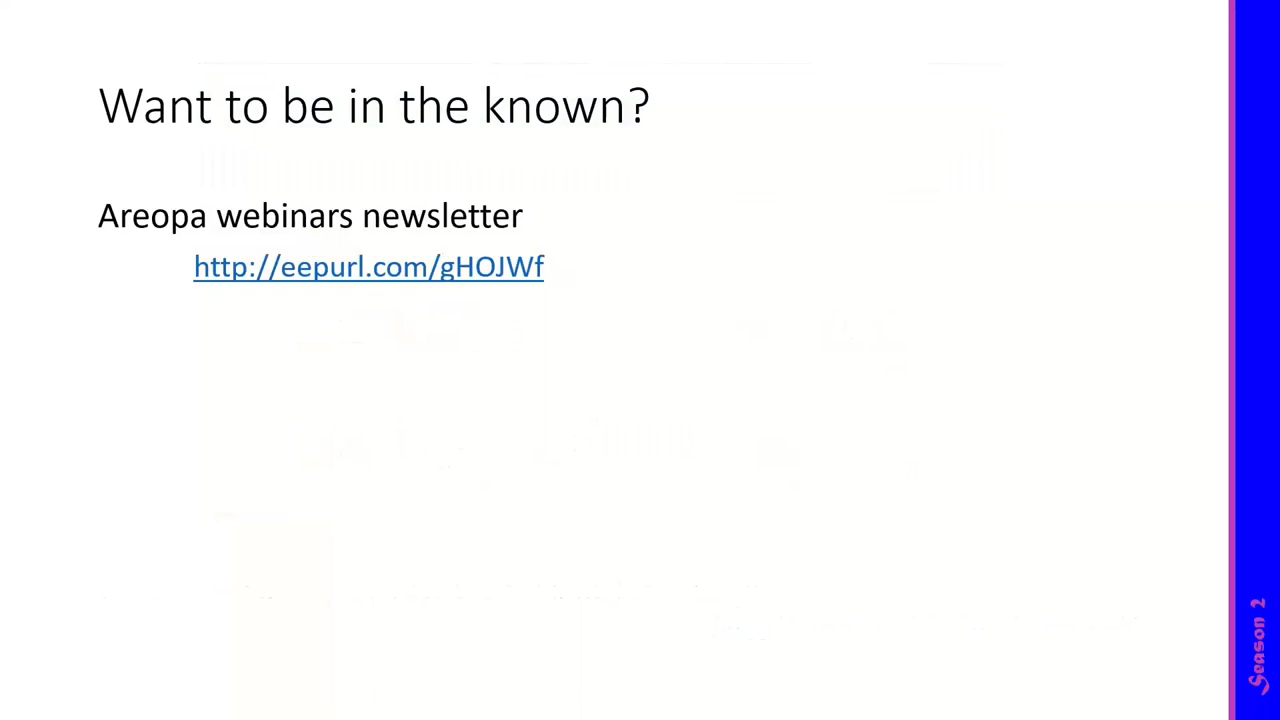 Want to be in the known?
Areopa webinars newsletter
http://eepurl.com/gHOJWf
Season 2